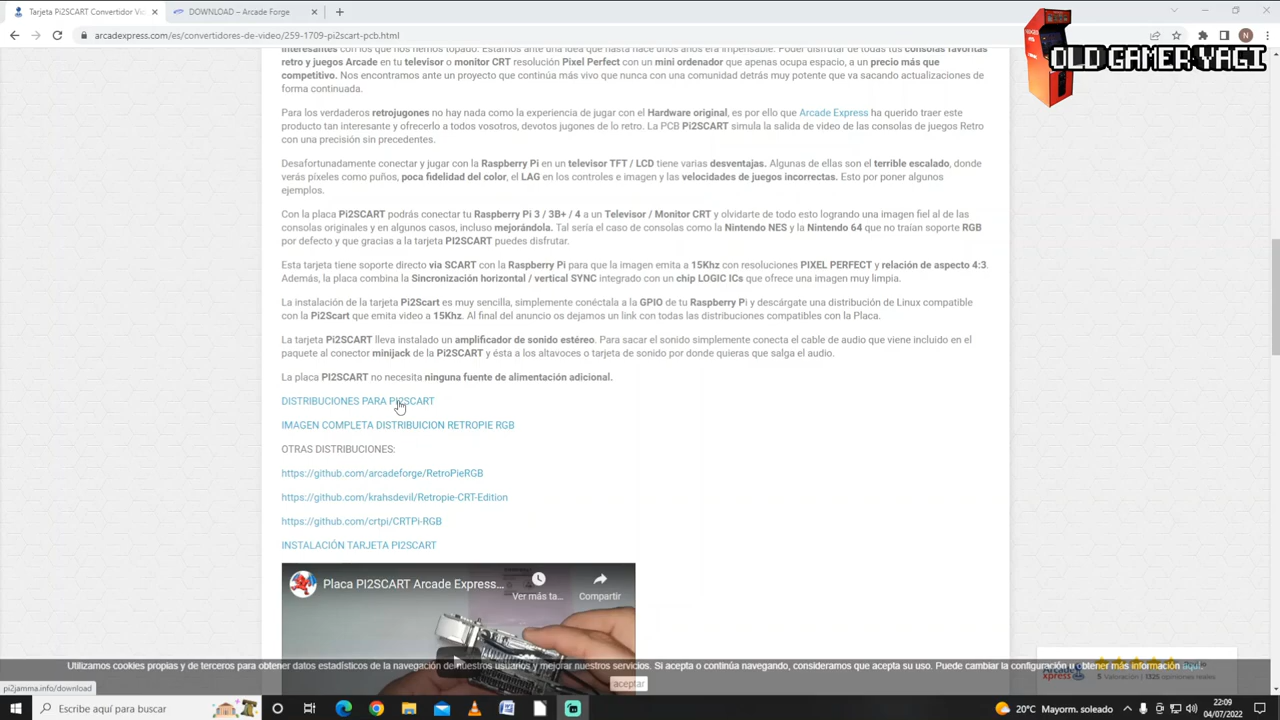 Tarjeta Pi2SCART Convertidor Vi
DOWNLOAD – Arcade Forge
arcadexpress.com/es/convertidores-de-video/259-1709-pi2scart-pcb.html
N
OLD GAMER YAGI
interesantes con los que nos hemos topado. Estamos ante una idea que hasta hace unos años era impensable. Poder disfrutar de todas tus consolas favoritas
retro y juegos Arcade en tu televisor o monitor CRT resolución Pixel Perfect con un mini ordenador que apenas ocupa espacio, a un precio más que
competitivo. Nos encontramos ante un proyecto que continúa más vivo que nunca con una comunidad detrás muy potente que va sacando actualizaciones de
forma continuada.
Para los verdaderos retrojugones no hay nada como la experiencia de jugar con el Hardware original, es por ello que Arcade Express ha querido traer este
producto tan interesante y ofrecerlo a todos vosotros, devotos jugones de lo retro. La PCB Pi2SCART simula la salida de video de las consolas de juegos Retro
con una precisión sin precedentes.
Desafortunadamente conectar y jugar con la Raspberry Pi en un televisor TFT / LCD tiene varias desventajas. Algunas de ellas son el terrible escalado, donde
verás píxeles como puños, poca fidelidad del color, el LAG en los controles e imagen y las velocidades de juegos incorrectas. Esto por poner algunos
ejemplos.
Con la placa Pi2SCART podrás conectar tu Raspberry Pi 3 / 3B+ / 4 a un Televisor / Monitor CRT y olvidarte de todo esto logrando una imagen fiel al de las
consolas originales y en algunos casos, incluso mejorándola. Tal sería el caso de consolas como la Nintendo NES y la Nintendo 64 que no traían soporte RGB
por defecto y que gracias a la tarjeta PI2SCART puedes disfrutar.
Esta tarjeta tiene soporte directo via SCART con la Raspberry Pi para que la imagen emita a 15Khz con resoluciones PIXEL PERFECT y relación de aspecto 4:3.
Además, la placa combina la Sincronización horizontal / vertical SYNC integrado con un chip LOGIC ICs que ofrece una imagen muy limpia.
La instalación de la tarjeta Pi2Scart es muy sencilla, simplemente conéctala a la GPIO de tu Raspberry Pi y descárgate una distribución de Linux compatible
con la Pi2Scart que emita video a 15Khz. Al final del anuncio os dejamos un link con todas las distribuciones compatibles con la Placa.
La tarjeta Pi2SCART lleva instalado un amplificador de sonido estéreo. Para sacar el sonido simplemente conecta el cable de audio que viene incluido en el
paquete al conector minijack de la Pi2SCART y ésta a los altavoces o tarjeta de sonido por donde quieras que salga el audio.
La placa PI2SCART no necesita ninguna fuente de alimentación adicional.
DISTRIBUCIONES PARA PI2SCART
IMAGEN COMPLETA DISTRIBUICION RETROPIE RGB
OTRAS DISTRIBUCIONES:
https://github.com/arcadeforge/RetroPieRGB
https://github.com/krahsdevil/Retropie-CRT-Edition
https://github.com/crtpi/CRTPi-RGB
INSTALACIÓN TARJETA PI2SCART
Placa PI2SCART Arcade Express...
Ver más ta...
Compartir
Utilizamos cookies propias y de terceros para obtener datos estadísticos de la navegación de nuestros usuarios y mejorar nuestros servicios. Si acepta o continúa navegando, consideramos que acepta su uso. Puede cambiar la configuración u obtener más información aquí.
aceptar
5 Valoración | 1325 opiniones reales
pi2jamma.info/download
Escribe aquí para buscar
20°C Mayorm. soleado
22:09
04/07/2022